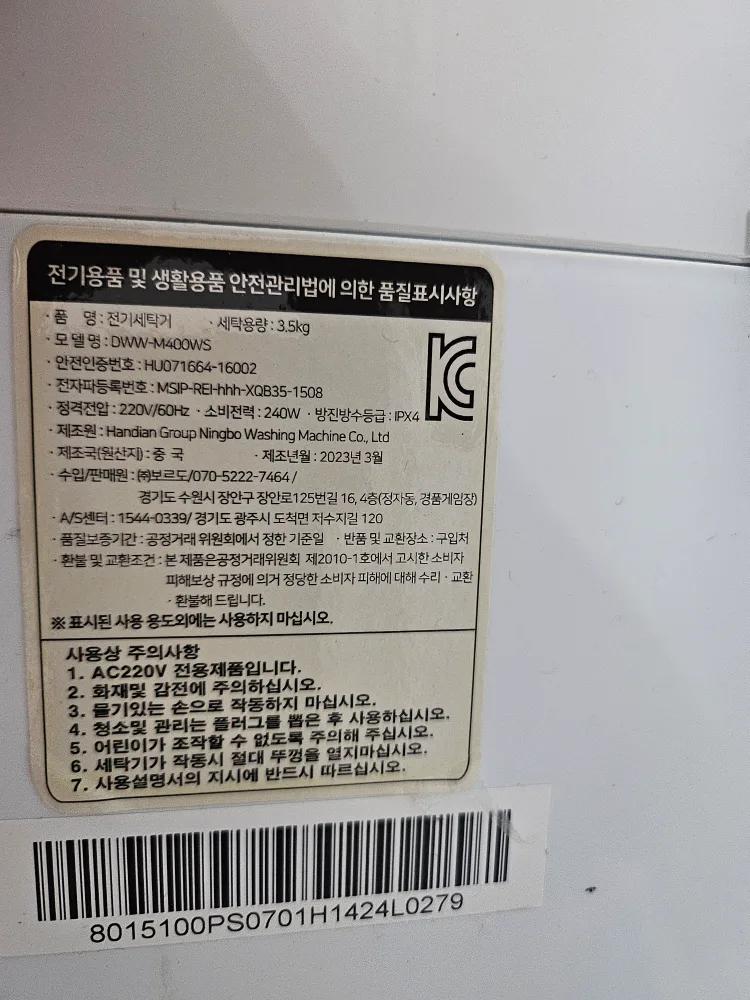 전기용품 및 생활용품 안전관리법에 의한 품질표시사항
· 품 명 : 전기세탁기 · 세탁용량 : 3.5kg
· 모 델 명 : DWW-M400WS
· 안전인증번호 : HU071664-16002
· 전자파등록번호 : MSIP-REI-hhh-XQB35-1508
· 정격전압 : 220V/60Hz · 소비전력 : 240W · 방진방수등급 : IPX4
· 제조원 : Handian Group Ningbo Washing Machine Co., Ltd
· 제조국(원산지) : 중 국 · 제조년월 : 2023년 3월
· 수입/판매원 : ㈜보르도/070-5222-7464 /
경기도 수원시 장안구 장안로125번길 16, 4층(정자동, 경품게임장)
· A/S센터 : 1544-0339/ 경기도 광주시 도척면 저수지길 120
· 품질보증기간 : 공정거래 위원회에서 정한 기준일 · 반품 및 교환장소 : 구입처
· 환불 및 교환조건 : 본 제품은공정거래위원회 제2010-1호에서 고시한 소비자
피해보상 규정에 의거 정당한 소비자 피해에 대해 수리 · 교환
· 환불해 드립니다.
※ 표시된 사용 용도외에는 사용하지 마십시오.
사용상 주의사항
1. AC220V 전용제품입니다.
2. 화재및 감전에 주의하십시오.
3. 물기있는 손으로 작동하지 마십시오.
4. 청소및 관리는 플러그를 뽑은 후 사용하십시오.
5. 어린이가 조작할 수 없도록 주의해 주십시오.
6. 세탁기가 작동시 절대 뚜껑을 열지마십시오.
7. 사용설명서의 지시에 반드시 따르십시오.
8015100PS0701H1424L0279